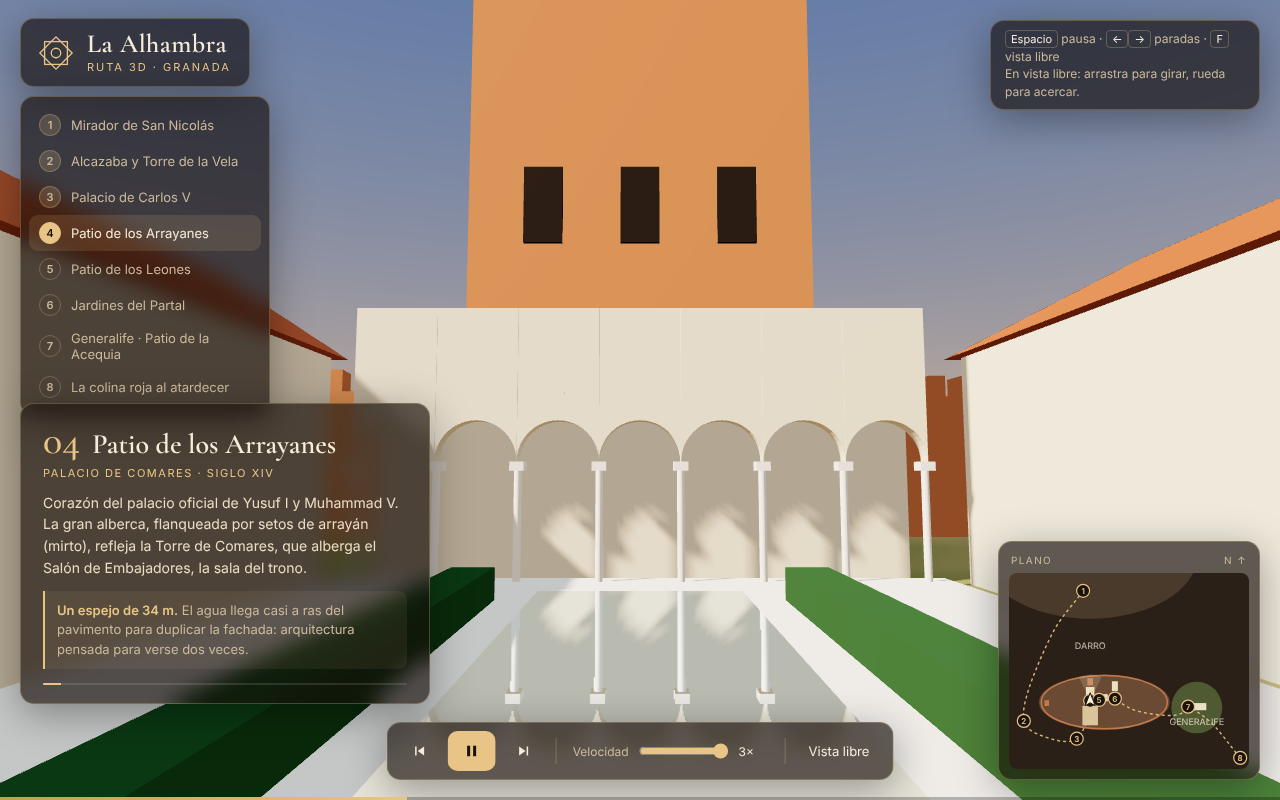 La Alhambra
RUTA 3D · GRANADA
1 Mirador de San Nicolás
2 Alcazaba y Torre de la Vela
3 Palacio de Carlos V
4 Patio de los Arrayanes
5 Patio de los Leones
6 Jardines del Partal
7 Generalife · Patio de la
Acequia
8 La colina roja al atardecer
04 Patio de los Arrayanes
PALACIO DE COMARES · SIGLO XIV
Corazón del palacio oficial de Yusuf I y Muhammad V.
La gran alberca, flanqueada por setos de arrayán
(mirto), refleja la Torre de Comares, que alberga el
Salón de Embajadores, la sala del trono.
Un espejo de 34 m. El agua llega casi a ras del
pavimento para duplicar la fachada: arquitectura
pensada para verse dos veces.
Espacio pausa · ← → paradas · F
vista libre
En vista libre: arrastra para girar, rueda
para acercar.
Velocidad 3× Vista libre
PLANO N ↑
1
DARRO
5 6
7
2 GENERALIFE
3
8